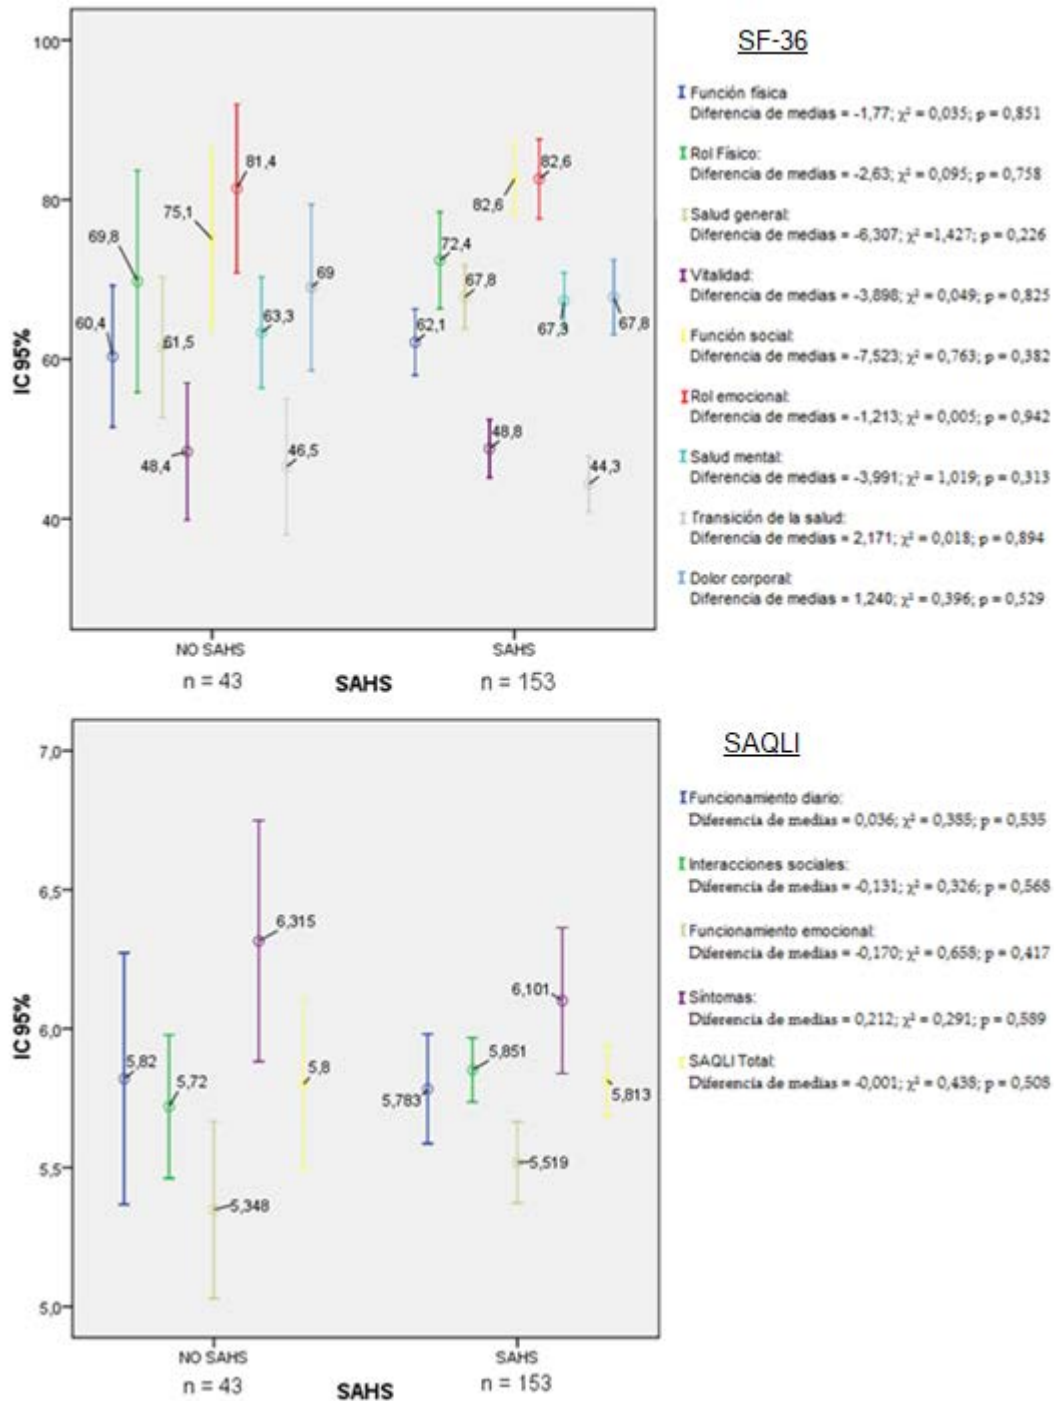 SF-36
100
80
60
40
IC95%
60,4
69,8
61,5
48,4
75,1
81,4
63,3
46,5
69
62,1
72,4
67,8
48,8
82,6
82,6
67,3
44,3
67,8
NO SAHS
SAHS
n = 43
SAHS
n = 153
Función física
Diferencia de medias = -1,77; χ² = 0,035; p = 0,851
Rol Físico:
Diferencia de medias = -2,63; χ² = 0,095; p = 0,758
Salud general:
Diferencia de medias = -6,307; χ² =1,427; p = 0,226
Vitalidad:
Diferencia de medias = -3,898; χ² = 0,049; p = 0,825
Función social:
Diferencia de medias = -7,523; χ² = 0,763; p = 0,382
Rol emocional:
Diferencia de medias = -1,213; χ² = 0,005; p = 0,942
Salud mental:
Diferencia de medias = -3,991; χ² = 1,019; p = 0,313
Transición de la salud:
Diferencia de medias = 2,171; χ² = 0,018; p = 0,894
Dolor corporal:
Diferencia de medias = 1,240; χ² = 0,396; p = 0,529
SAQLI
7,0
6,5
6,0
5,5
5,0
IC95%
5,82
5,72
5,348
6,315
5,8
5,783
5,851
5,519
6,101
5,813
NO SAHS
SAHS
n = 43
SAHS
n = 153
Funcionamiento diario:
Diferencia de medias = 0,036; χ² = 0,385; p = 0,535
Interacciones sociales:
Diferencia de medias = -0,131; χ² = 0,326; p = 0,568
Funcionamiento emocional:
Diferencia de medias = -0,170; χ² = 0,658; p = 0,417
Síntomas:
Diferencia de medias = 0,212; χ² = 0,291; p = 0,589
SAQLI Total:
Diferencia de medias = -0,001; χ² = 0,438; p = 0,508